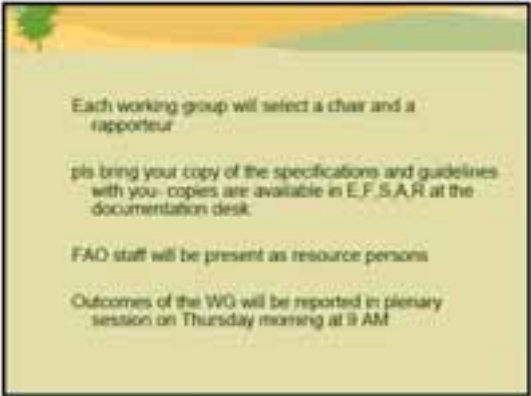 Each working group will select a chair and a
rapporteur
pls bring your copy of the specifications and guidelines
with you- copies are available in E,F,S,A,R at the
documentation desk
FAO staff will be present as resource persons
Outcomes of the WG will be reported in plenary
session on Thursday morning at 9 AM